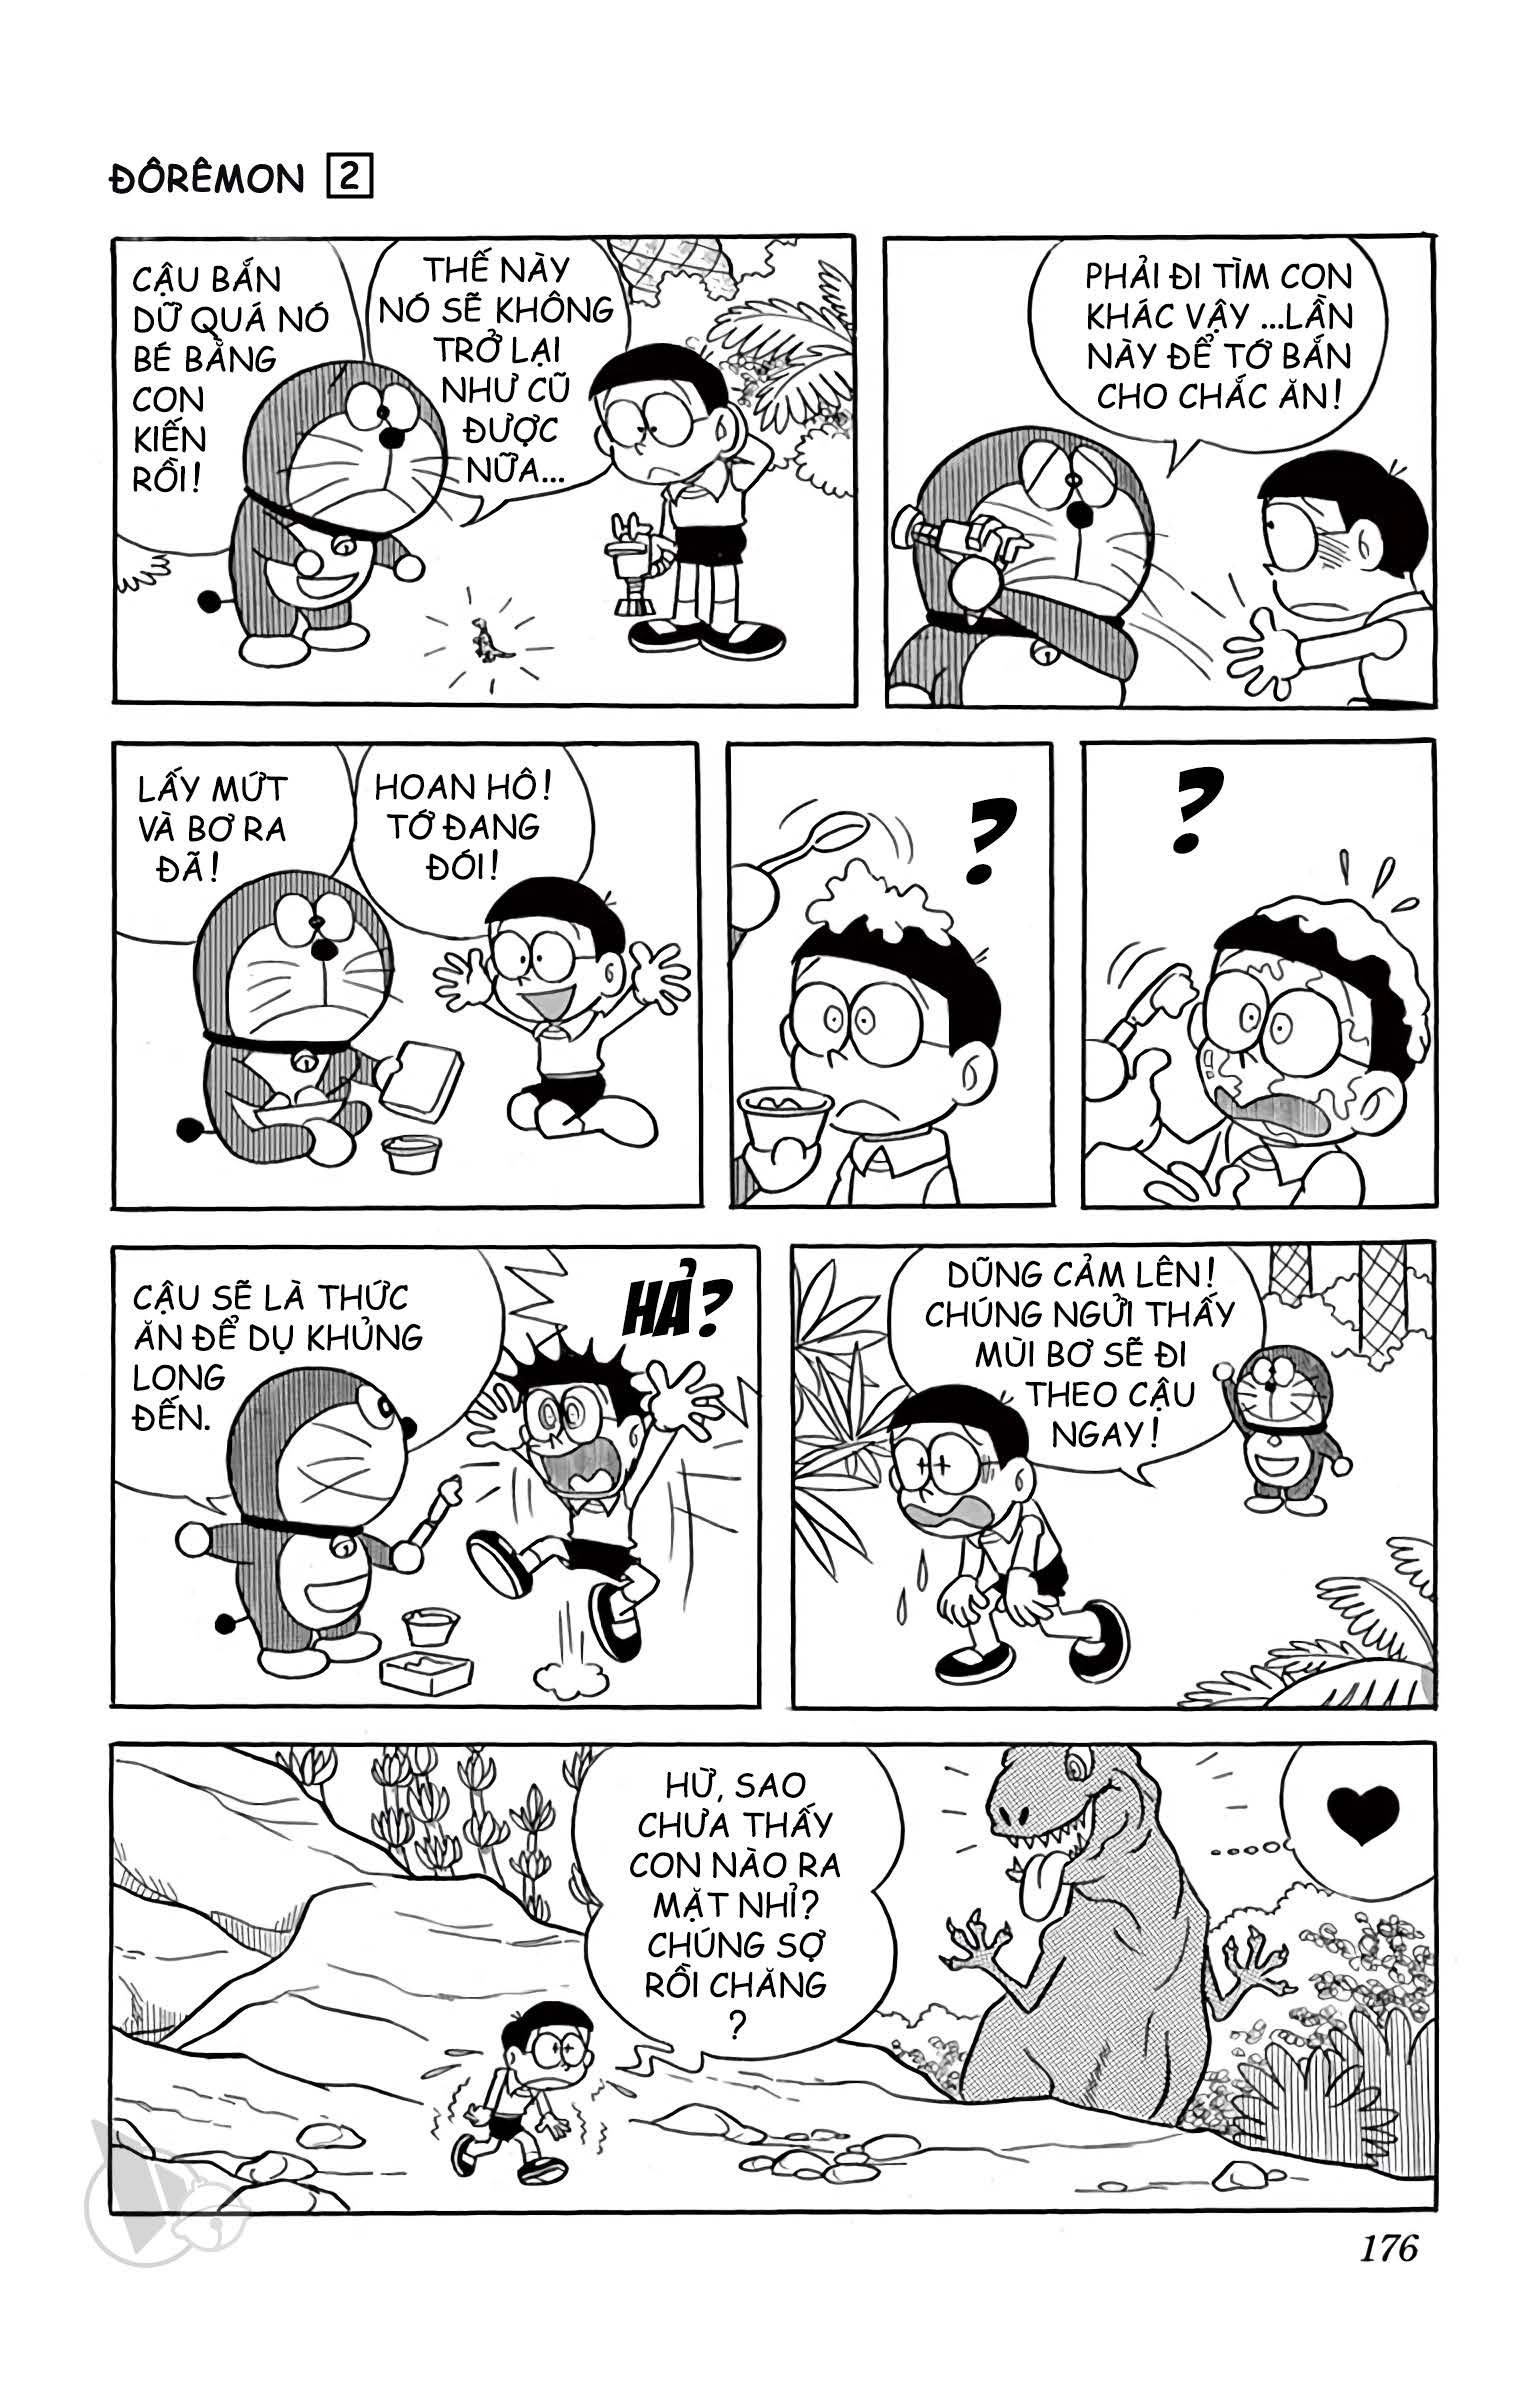 ĐÔRÊMON 2
CẬU BẮN
DỮ QUÁ NÓ
BÉ BẰNG
CON
KIẾN
RỒI!
THẾ NÀY
NÓ SẼ KHÔNG
TRỞ LẠI
NHƯ CŨ
ĐƯỢC
NỮA...
PHẢI ĐI TÌM CON
KHÁC VẬY ...LẦN
NÀY ĐỂ TỚ BẮN
CHO CHẮC ĂN!
LẤY MỨT
VÀ BƠ RA
ĐÃ!
HOAN HÔ!
TỚ ĐANG
ĐÓI!
?
?
CẬU SẼ LÀ THỨC
ĂN ĐỂ DỤ KHỦNG
LONG
ĐẾN.
HẢ?
DŨNG CẢM LÊN!
CHÚNG NGỬI THẤY
MÙI BƠ SẼ ĐI
THEO CẬU
NGAY!
HỪ, SAO
CHƯA THẤY
CON NÀO RA
MẶT NHỈ?
CHÚNG SỢ
RỒI CHĂNG
?
176